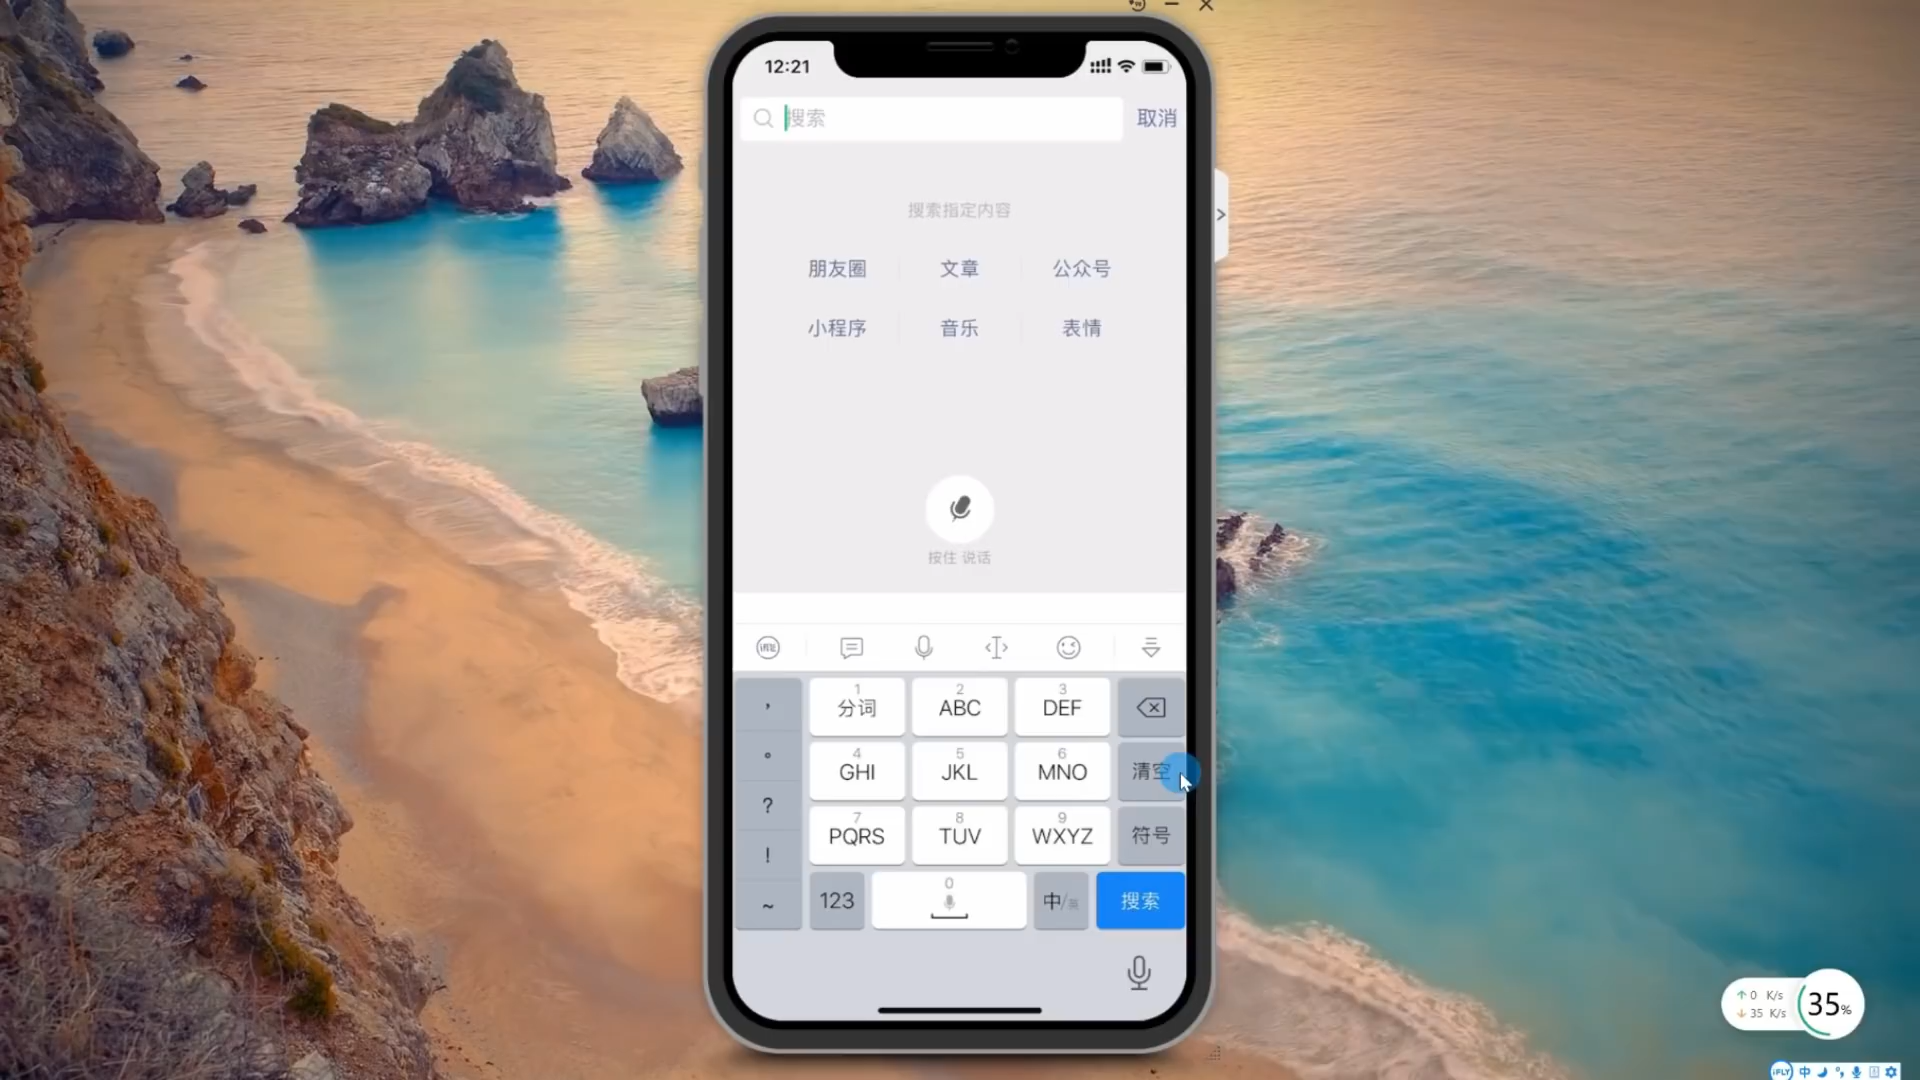 12:21
搜索 取消
搜索指定内容
朋友圈 文章 公众号
小程序 音乐 表情
按住 说话
， 1 分词 2 ABC 3 DEF
。 4 GHI 5 JKL 6 MNO 清空
? 7 PQRS 8 TUV 9 WXYZ 符号
!
~ 123 0 中/英 搜索
0 K/s
35 K/s
35%
iFLY 中